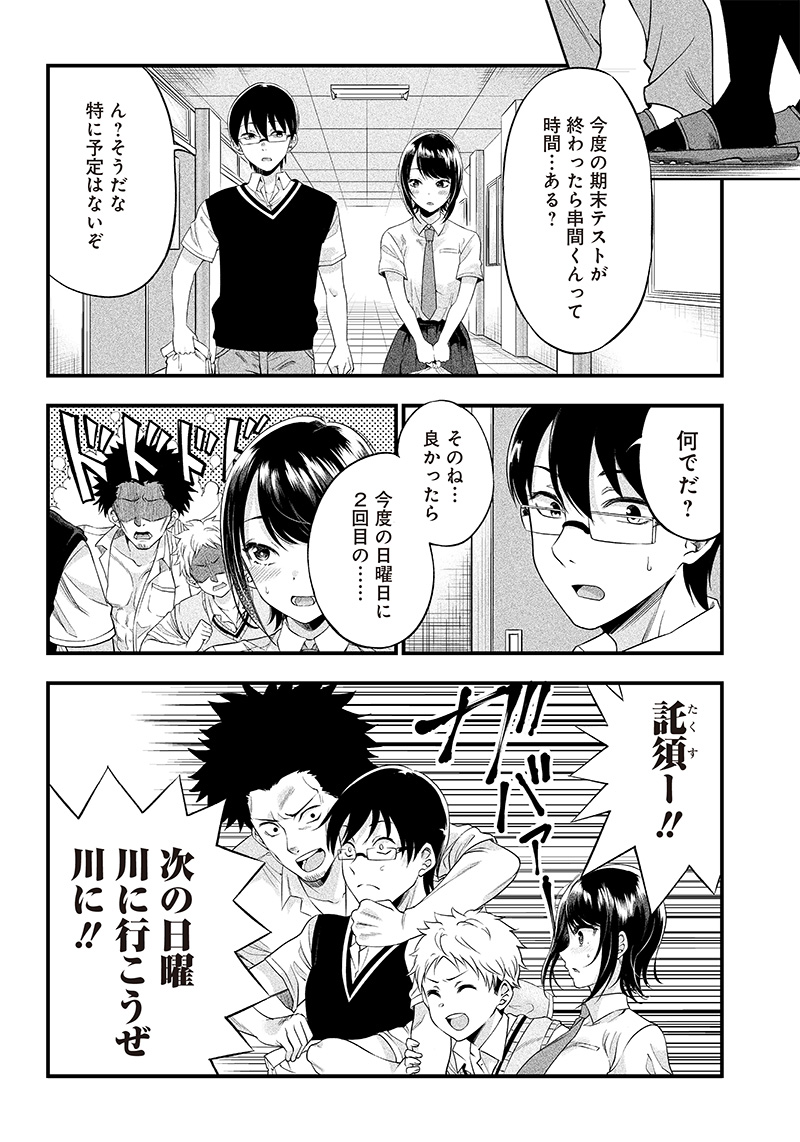 今度の期末テストが
終わったら串間くんって
時間…ある？
ん？そうだな
特に予定はないぞ
何でだ？
そのね…
良かったら
今度の日曜日に
２回目の……
ドドドド
託須ー!!
たくす
ガバァー
次の日曜
川に行こうぜ
川に!!